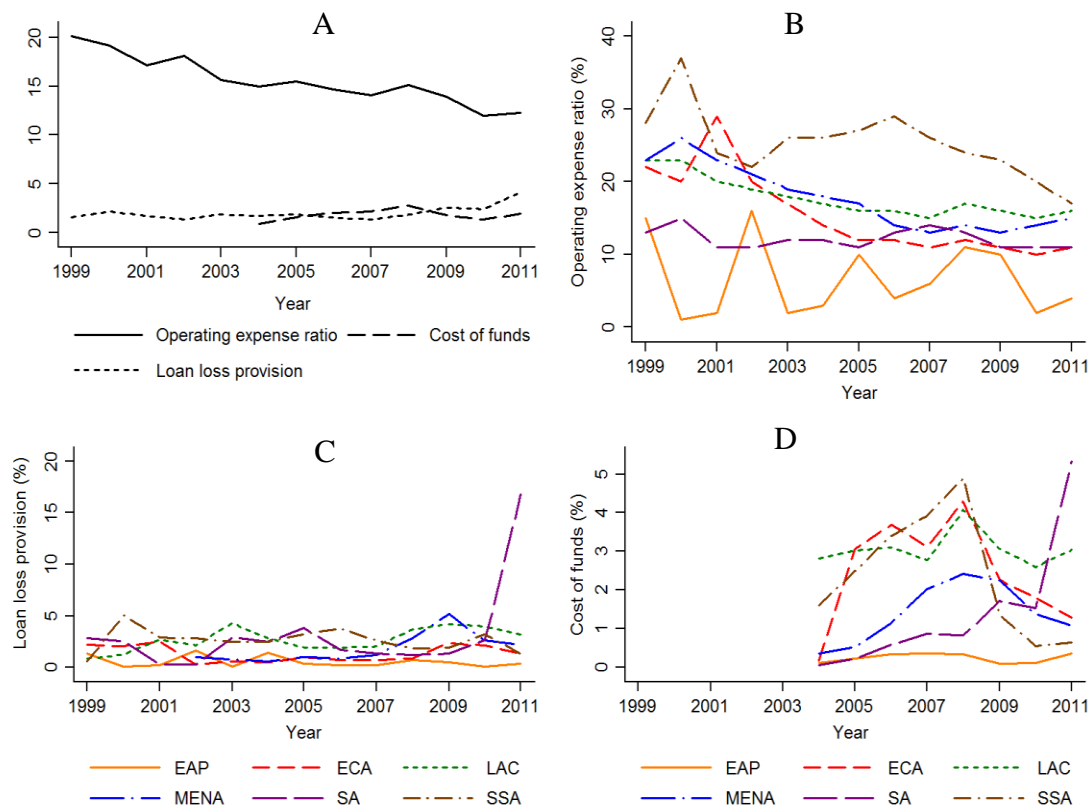 A
20
15
10
5
0
1999 2001 2003 2005 2007 2009 2011
Year
Operating expense ratio Cost of funds
Loan loss provision
B
Operating expense ratio (%)
40
30
20
10
0
1999 2001 2003 2005 2007 2009 2011
Year
C
Loan loss provision (%)
20
15
10
5
0
1999 2001 2003 2005 2007 2009 2011
Year
EAP ECA LAC
MENA SA SSA
D
Cost of funds (%)
5
4
3
2
1
0
1999 2001 2003 2005 2007 2009 2011
Year
EAP ECA LAC
MENA SA SSA